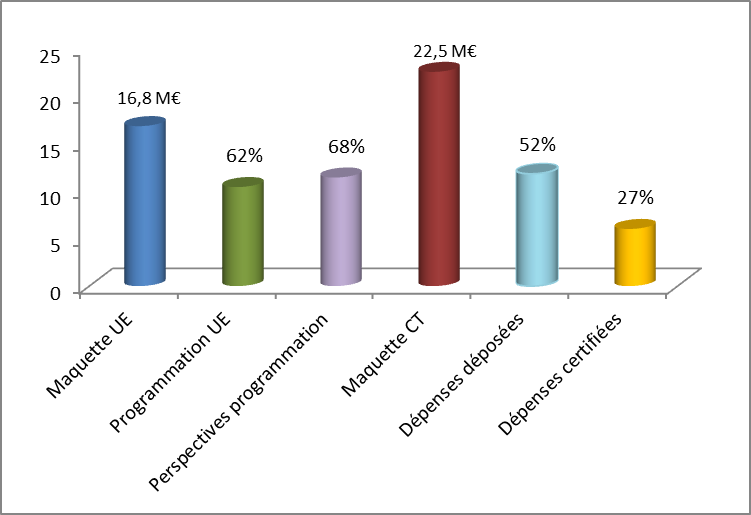 25
20
15
10
5
0
16,8 M€
62%
68%
22,5 M€
52%
27%
Maquette UE
Programmation UE
Perspectives programmation
Maquette CT
Dépenses déposées
Dépenses certifiées